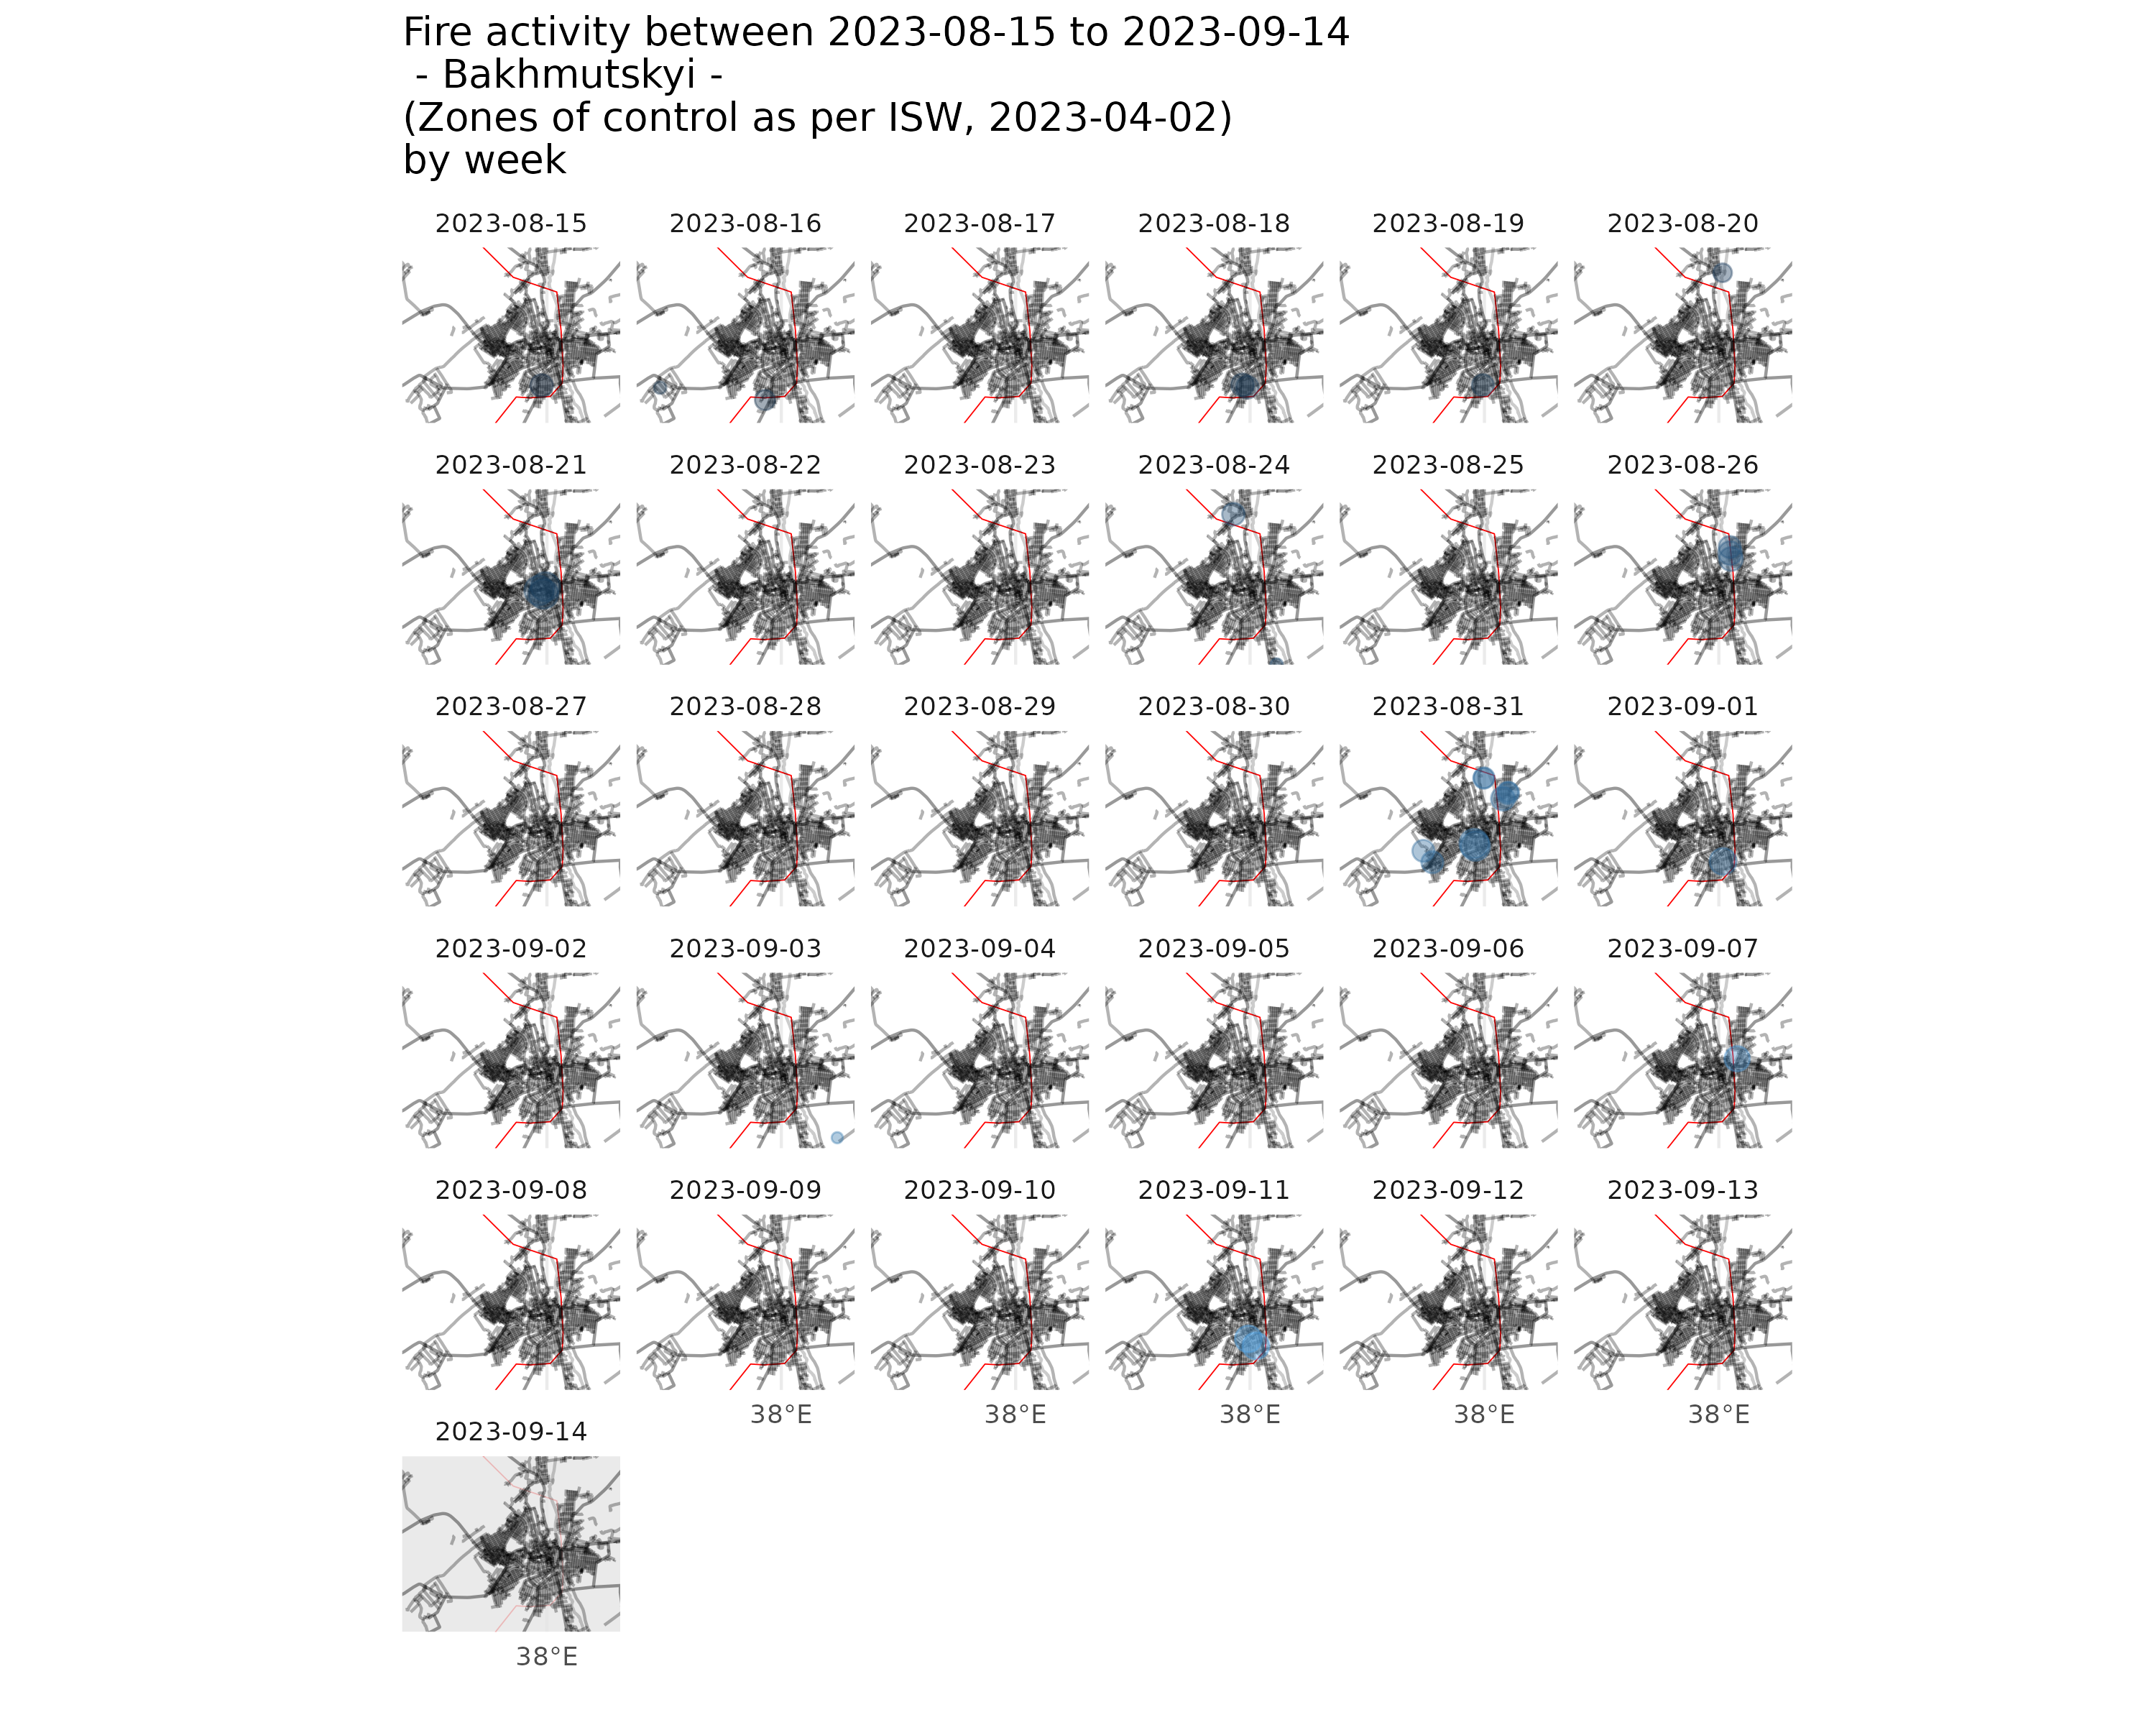 Fire activity between 2023-08-15 to 2023-09-14
- Bakhmutskyi -
(Zones of control as per ISW, 2023-04-02)
by week
2023-08-15 2023-08-16 2023-08-17 2023-08-18 2023-08-19 2023-08-20
2023-08-21 2023-08-22 2023-08-23 2023-08-24 2023-08-25 2023-08-26
2023-08-27 2023-08-28 2023-08-29 2023-08-30 2023-08-31 2023-09-01
2023-09-02 2023-09-03 2023-09-04 2023-09-05 2023-09-06 2023-09-07
2023-09-08 2023-09-09 2023-09-10 2023-09-11 2023-09-12 2023-09-13
38°E 38°E 38°E 38°E 38°E
2023-09-14
38°E